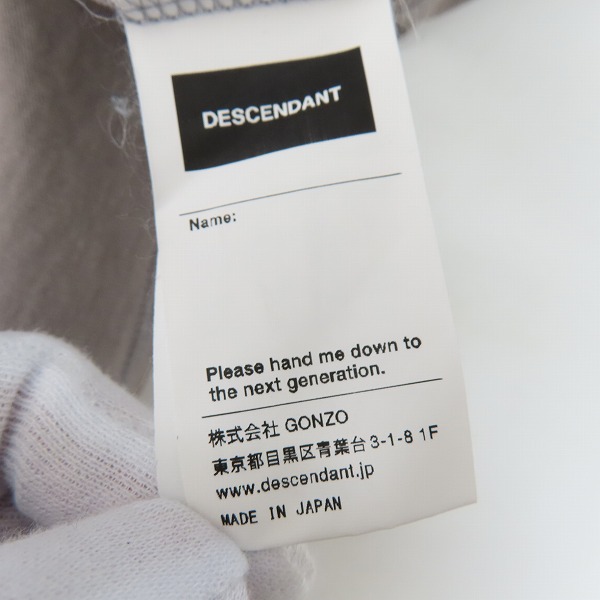 DESCENDANT
Name:
Please hand me down to
the next generation.
株式会社 GONZO
東京都目黒区青葉台3-1-8 1F
www.descendant.jp
MADE IN JAPAN